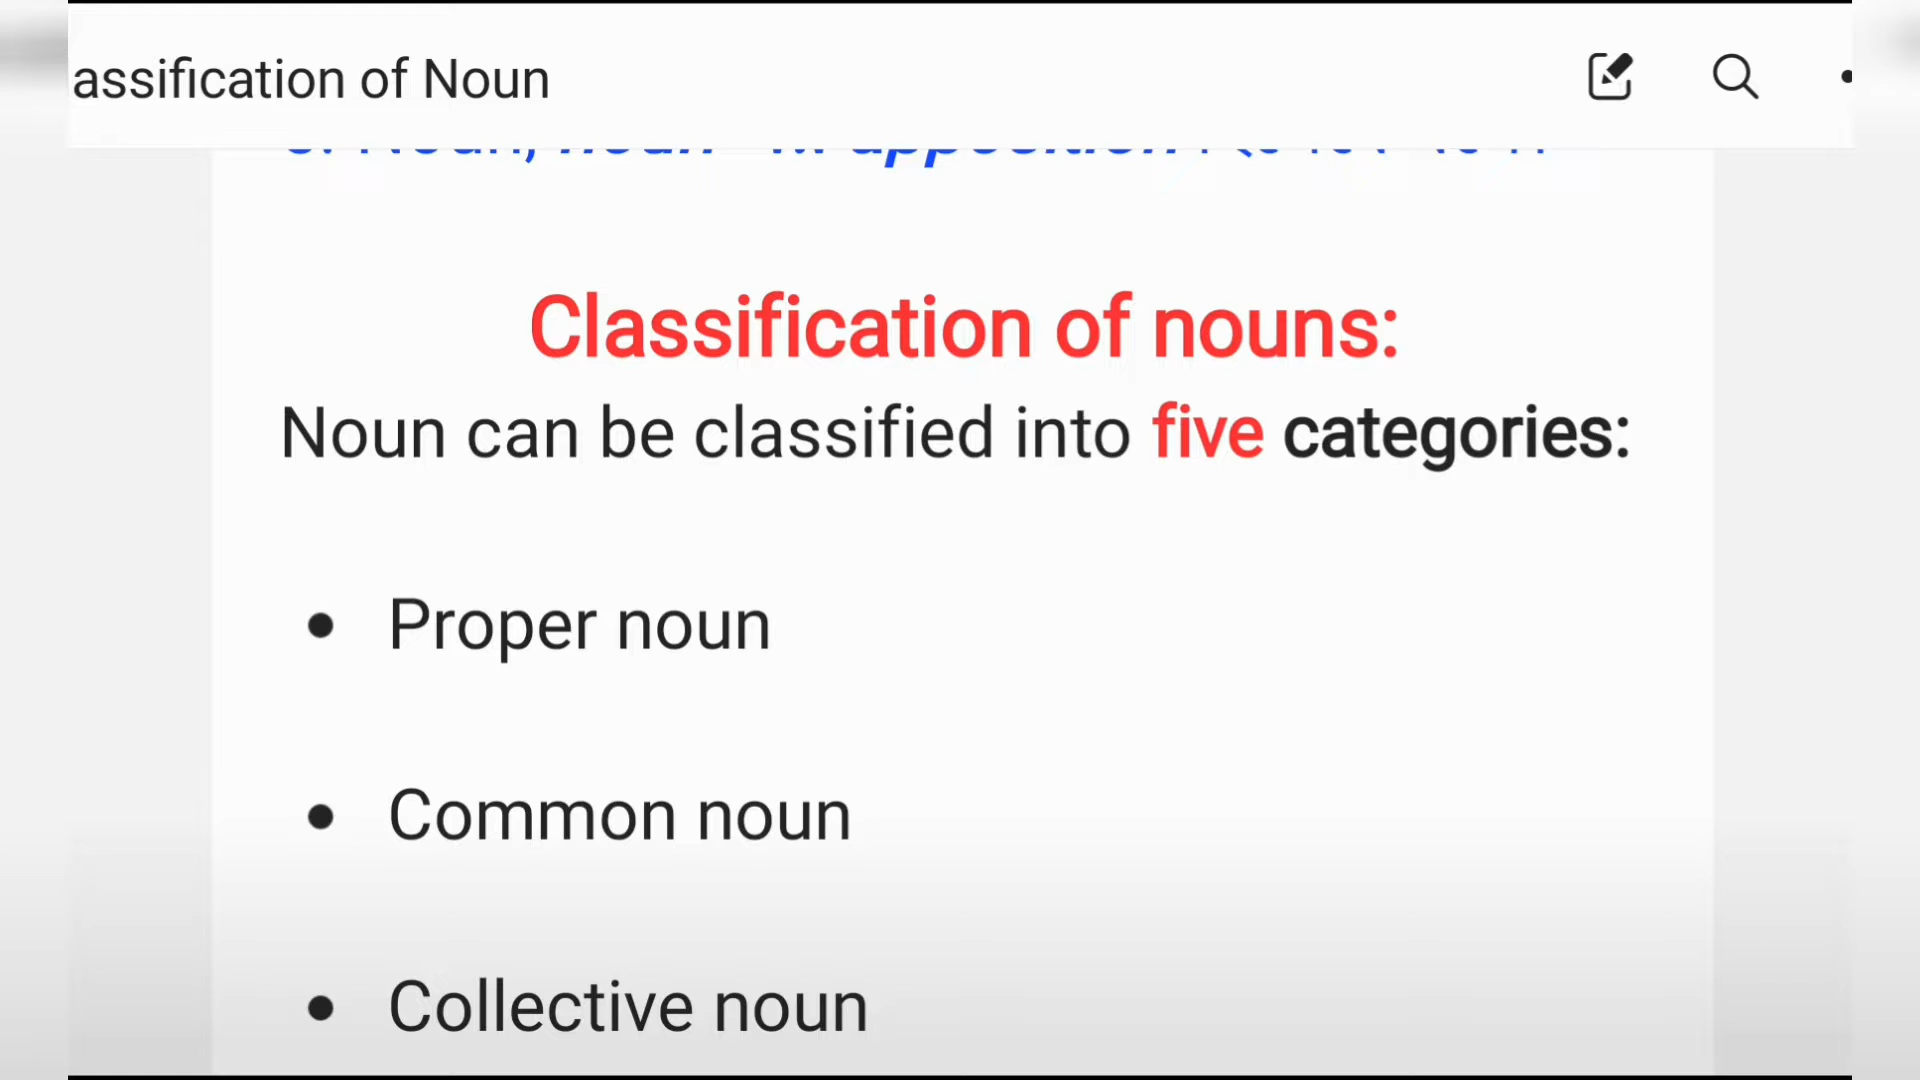 assification of Noun
Classification of nouns:
Noun can be classified into five categories:
• Proper noun
• Common noun
• Collective noun